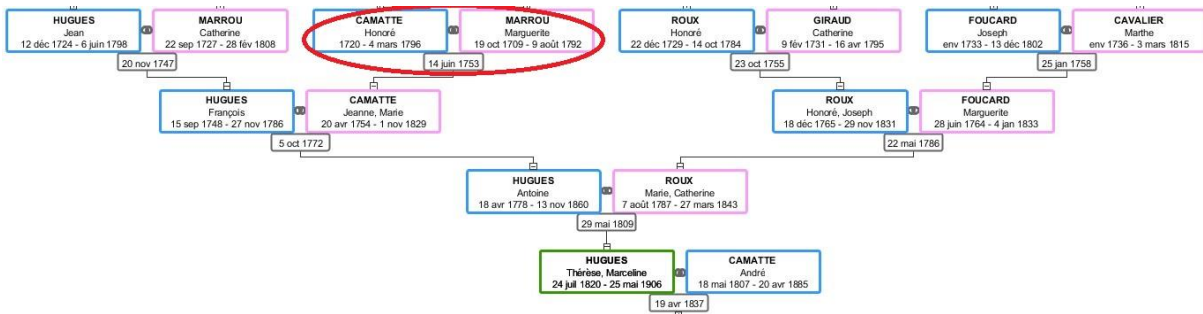 HUGUES
Jean
12 déc 1724 - 6 juin 1798
MARROU
Catherine
22 sep 1727 - 28 fév 1808
20 nov 1747
CAMATTE
Honoré
1720 - 4 mars 1796
MARROU
Marguerite
19 oct 1709 - 9 août 1792
14 juin 1753
ROUX
Honoré
22 déc 1729 - 14 oct 1784
GIRAUD
Catherine
9 fév 1731 - 16 avr 1795
23 oct 1755
FOUCARD
Joseph
env 1733 - 13 déc 1802
CAVALIER
Marthe
env 1736 - 3 mars 1815
25 jan 1758
HUGUES
François
15 sep 1748 - 27 nov 1786
CAMATTE
Jeanne, Marie
20 avr 1754 - 1 nov 1829
5 oct 1772
ROUX
Honoré, Joseph
18 déc 1765 - 29 nov 1831
FOUCARD
Marguerite
28 juin 1764 - 4 jan 1833
22 mai 1786
HUGUES
Antoine
18 avr 1778 - 13 nov 1860
ROUX
Marie, Catherine
7 août 1787 - 27 mars 1843
29 mai 1809
HUGUES
Thérèse, Marceline
24 juil 1820 - 25 mai 1906
CAMATTE
André
18 mai 1807 - 20 avr 1885
19 avr 1837